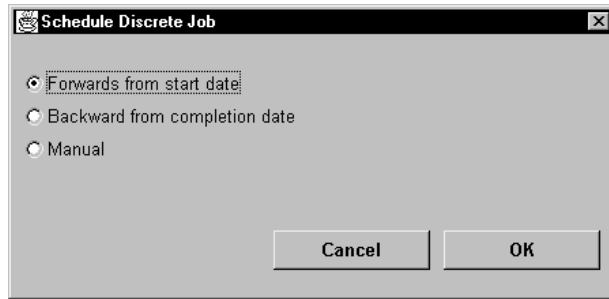 Schedule Discrete Job
Forwards from start date
Backward from completion date
Manual
Cancel OK